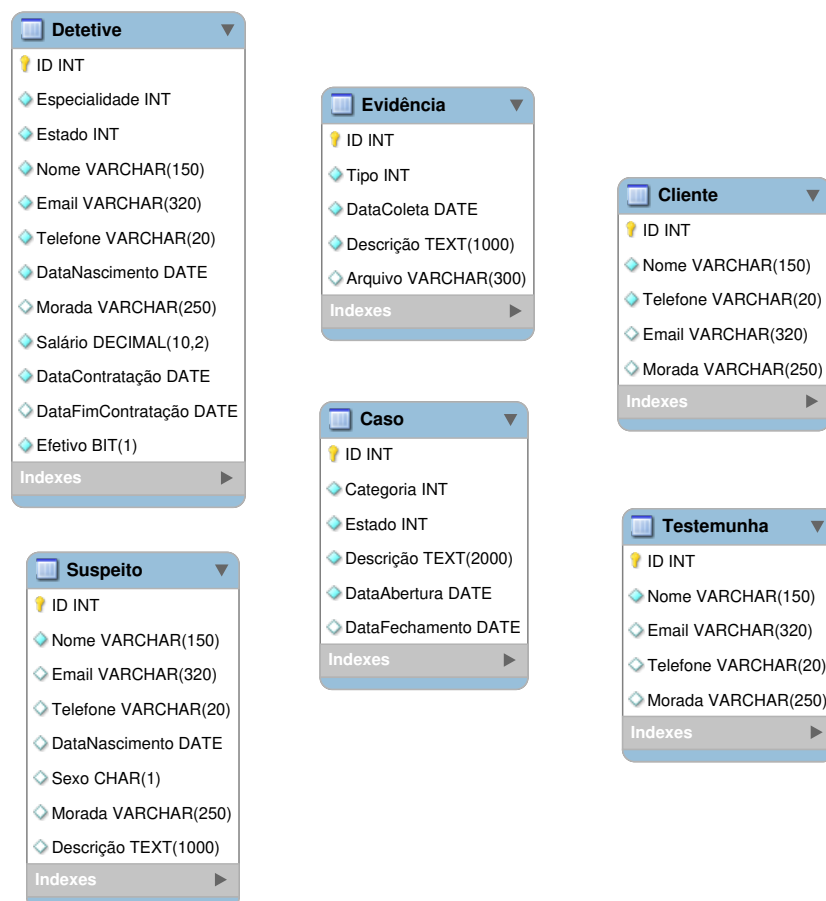 Detetive
ID INT
Especialidade INT
Estado INT
Nome VARCHAR(150)
Email VARCHAR(320)
Telefone VARCHAR(20)
DataNascimento DATE
Morada VARCHAR(250)
Salário DECIMAL(10,2)
DataContratação DATE
DataFimContratação DATE
Efetivo BIT(1)
Indexes
Suspeito
ID INT
Nome VARCHAR(150)
Email VARCHAR(320)
Telefone VARCHAR(20)
DataNascimento DATE
Sexo CHAR(1)
Morada VARCHAR(250)
Descrição TEXT(1000)
Indexes
Evidência
ID INT
Tipo INT
DataColeta DATE
Descrição TEXT(1000)
Arquivo VARCHAR(300)
Indexes
Caso
ID INT
Categoria INT
Estado INT
Descrição TEXT(2000)
DataAbertura DATE
DataFechamento DATE
Indexes
Cliente
ID INT
Nome VARCHAR(150)
Telefone VARCHAR(20)
Email VARCHAR(320)
Morada VARCHAR(250)
Indexes
Testemunha
ID INT
Nome VARCHAR(150)
Email VARCHAR(320)
Telefone VARCHAR(20)
Morada VARCHAR(250)
Indexes